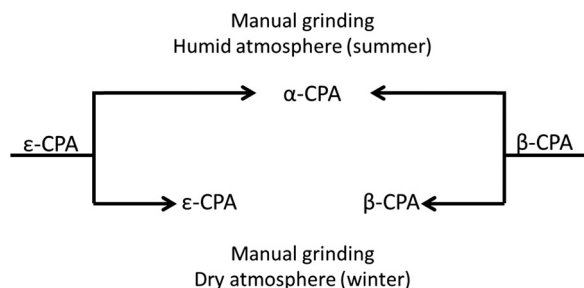 Manual grinding
Humid atmosphere (summer)
α-CPA
ε-CPA
β-CPA
ε-CPA
β-CPA
Manual grinding
Dry atmosphere (winter)